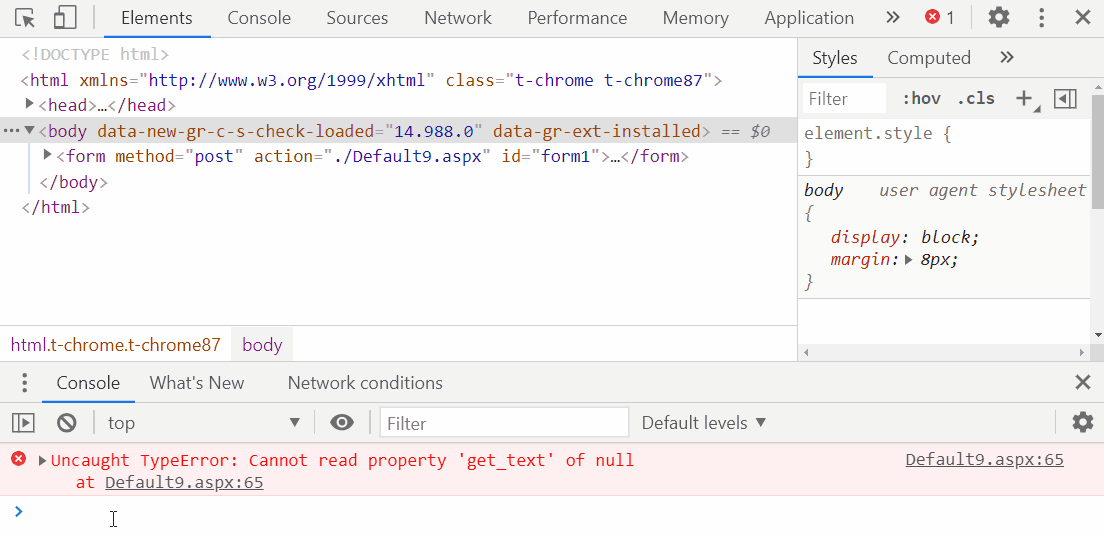 Elements Console Sources Network Performance Memory Application » 1
<!DOCTYPE html>
<html xmlns="http://www.w3.org/1999/xhtml" class="t-chrome t-chrome87">
<head>…</head>
<body data-new-gr-c-s-check-loaded="14.988.0" data-gr-ext-installed> == $0
<form method="post" action="./Default9.aspx" id="form1">…</form>
</body>
</html>
html.t-chrome.t-chrome87 body
Styles Computed »
Filter :hov .cls +
element.style {
}
body user agent stylesheet
{
display: block;
margin: 8px;
}
Console What's New Network conditions
top Filter Default levels
Uncaught TypeError: Cannot read property 'get_text' of null Default9.aspx:65
at Default9.aspx:65